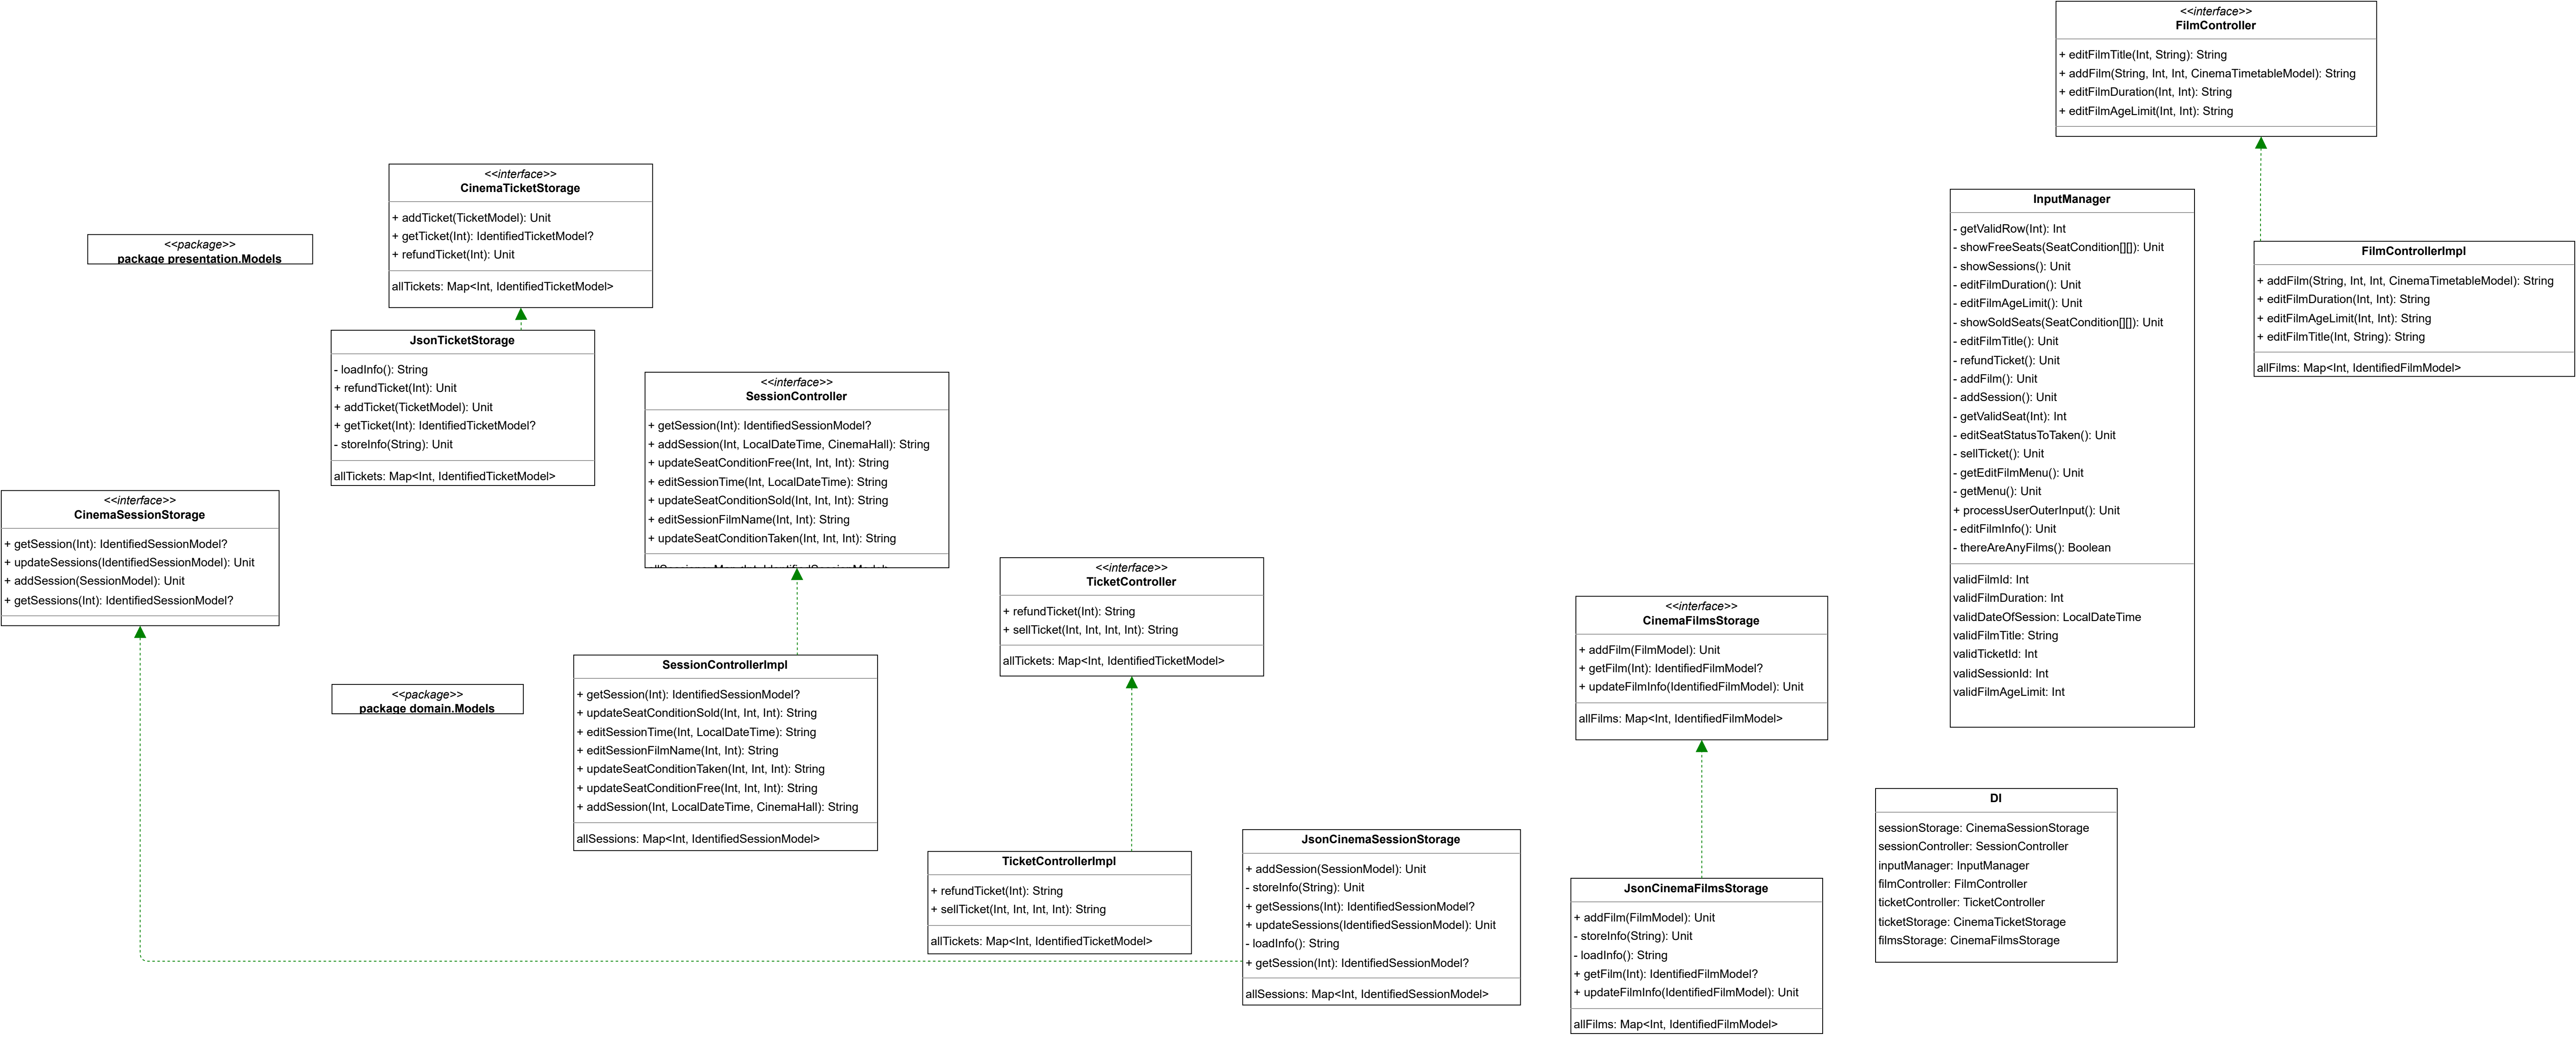 <<interface>>
FilmController
+ editFilmTitle(Int, String): String
+ addFilm(String, Int, Int, CinemaTimetableModel): String
+ editFilmDuration(Int, Int): String
+ editFilmAgeLimit(Int, Int): String
<<interface>>
CinemaTicketStorage
+ addTicket(TicketModel): Unit
+ getTicket(Int): IdentifiedTicketModel?
+ refundTicket(Int): Unit
allTickets: Map<Int, IdentifiedTicketModel>
<<package>>
package presentation.Models
InputManager
- getValidRow(Int): Int
- showFreeSeats(SeatCondition[][]): Unit
- showSessions(): Unit
- editFilmDuration(): Unit
- editFilmAgeLimit(): Unit
- showSoldSeats(SeatCondition[][]): Unit
- editFilmTitle(): Unit
- refundTicket(): Unit
- addFilm(): Unit
- addSession(): Unit
- getValidSeat(Int): Int
- editSeatStatusToTaken(): Unit
- sellTicket(): Unit
- getEditFilmMenu(): Unit
- getMenu(): Unit
+ processUserOuterInput(): Unit
- editFilmInfo(): Unit
- thereAreAnyFilms(): Boolean
validFilmId: Int
validFilmDuration: Int
validDateOfSession: LocalDateTime
validFilmTitle: String
validTicketId: Int
validSessionId: Int
validFilmAgeLimit: Int
FilmControllerImpl
+ addFilm(String, Int, Int, CinemaTimetableModel): String
+ editFilmDuration(Int, Int): String
+ editFilmAgeLimit(Int, Int): String
+ editFilmTitle(Int, String): String
allFilms: Map<Int, IdentifiedFilmModel>
JsonTicketStorage
- loadInfo(): String
+ refundTicket(Int): Unit
+ addTicket(TicketModel): Unit
+ getTicket(Int): IdentifiedTicketModel?
- storeInfo(String): Unit
allTickets: Map<Int, IdentifiedTicketModel>
<<interface>>
SessionController
+ getSession(Int): IdentifiedSessionModel?
+ addSession(Int, LocalDateTime, CinemaHall): String
+ updateSeatConditionFree(Int, Int, Int): String
+ editSessionTime(Int, LocalDateTime): String
+ updateSeatConditionSold(Int, Int, Int): String
+ editSessionFilmName(Int, Int): String
+ updateSeatConditionTaken(Int, Int, Int): String
<<interface>>
CinemaSessionStorage
+ getSession(Int): IdentifiedSessionModel?
+ updateSessions(IdentifiedSessionModel): Unit
+ addSession(SessionModel): Unit
+ getSessions(Int): IdentifiedSessionModel?
<<interface>>
TicketController
+ refundTicket(Int): String
+ sellTicket(Int, Int, Int, Int): String
allTickets: Map<Int, IdentifiedTicketModel>
<<interface>>
CinemaFilmsStorage
+ addFilm(FilmModel): Unit
+ getFilm(Int): IdentifiedFilmModel?
+ updateFilmInfo(IdentifiedFilmModel): Unit
allFilms: Map<Int, IdentifiedFilmModel>
SessionControllerImpl
+ getSession(Int): IdentifiedSessionModel?
+ updateSeatConditionSold(Int, Int, Int): String
+ editSessionTime(Int, LocalDateTime): String
+ editSessionFilmName(Int, Int): String
+ updateSeatConditionTaken(Int, Int, Int): String
+ updateSeatConditionFree(Int, Int, Int): String
+ addSession(Int, LocalDateTime, CinemaHall): String
allSessions: Map<Int, IdentifiedSessionModel>
<<package>>
package domain.Models
DI
sessionStorage: CinemaSessionStorage
sessionController: SessionController
inputManager: InputManager
filmController: FilmController
ticketController: TicketController
ticketStorage: CinemaTicketStorage
filmsStorage: CinemaFilmsStorage
JsonCinemaSessionStorage
+ addSession(SessionModel): Unit
- storeInfo(String): Unit
+ getSessions(Int): IdentifiedSessionModel?
+ updateSessions(IdentifiedSessionModel): Unit
- loadInfo(): String
+ getSession(Int): IdentifiedSessionModel?
allSessions: Map<Int, IdentifiedSessionModel>
TicketControllerImpl
+ refundTicket(Int): String
+ sellTicket(Int, Int, Int, Int): String
allTickets: Map<Int, IdentifiedTicketModel>
JsonCinemaFilmsStorage
+ addFilm(FilmModel): Unit
- storeInfo(String): Unit
- loadInfo(): String
+ getFilm(Int): IdentifiedFilmModel?
+ updateFilmInfo(IdentifiedFilmModel): Unit
allFilms: Map<Int, IdentifiedFilmModel>